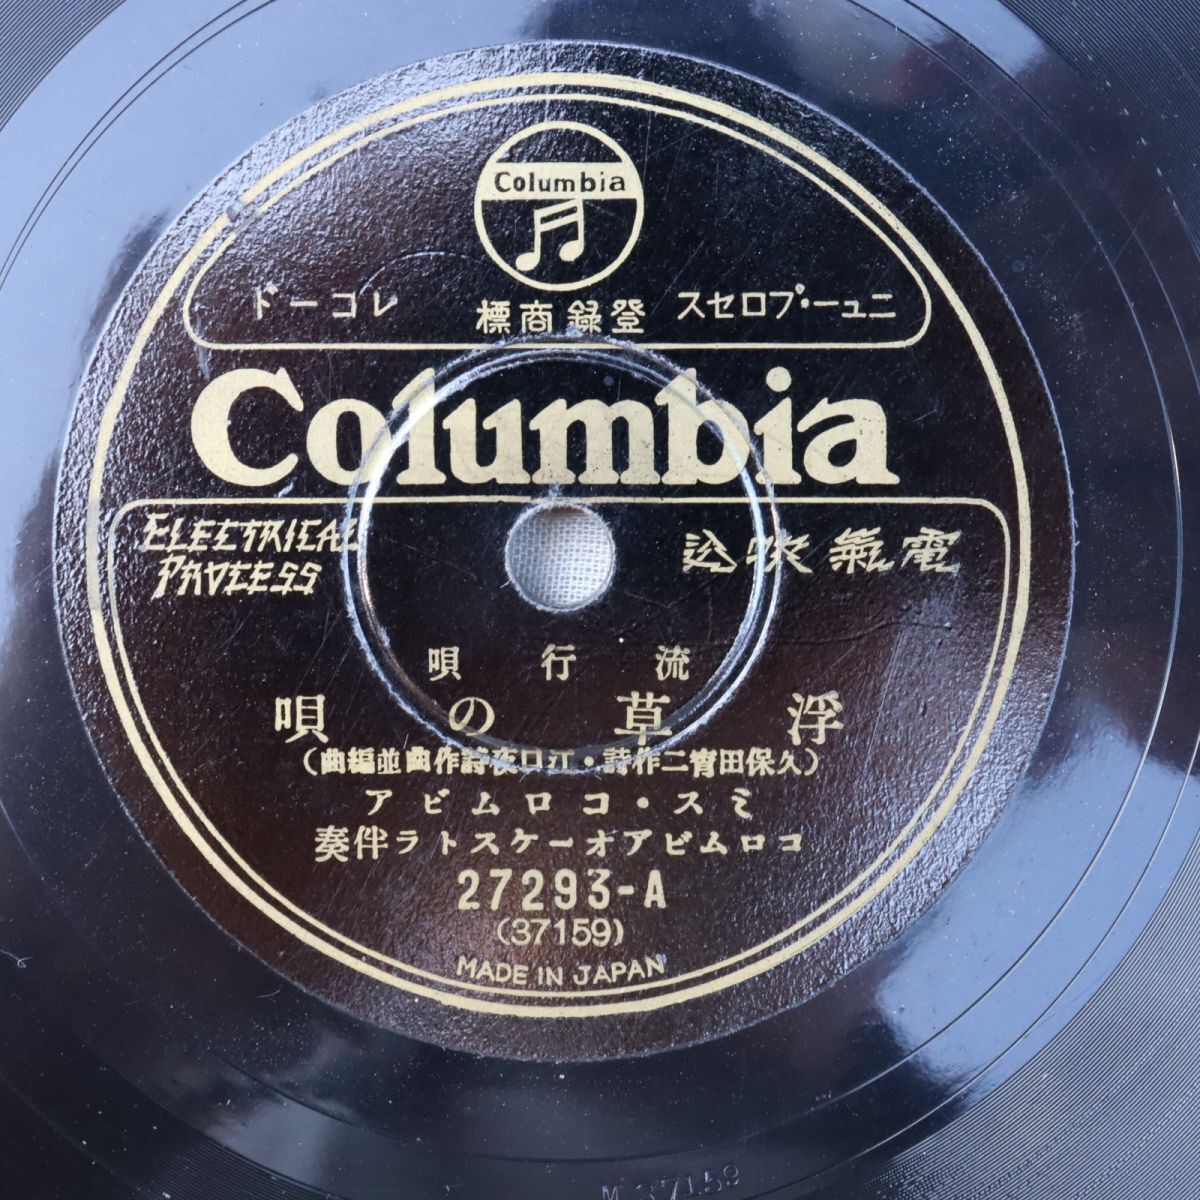 Columbia
ニュー・プロセス 登録商標 レコード
Columbia
ELECTRICAL
PROCESS
電氣吹込
流行唄
浮草の唄
(久保田宵二作詩・江口夜詩作曲並編曲)
ミス・コロムビア
コロムビアオーケストラ伴奏
27293-A
(37159)
MADE IN JAPAN
M 37159